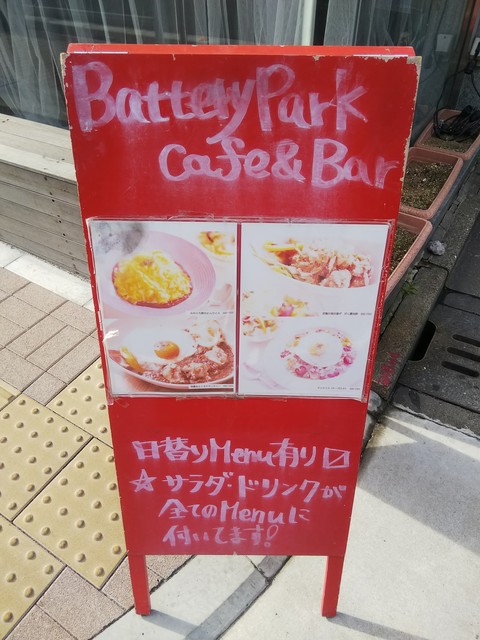 Battery Park
Cafe & Bar
日替りMenu有り〼
☆サラダ・ドリンクが
全てのMenuに
付いてます!